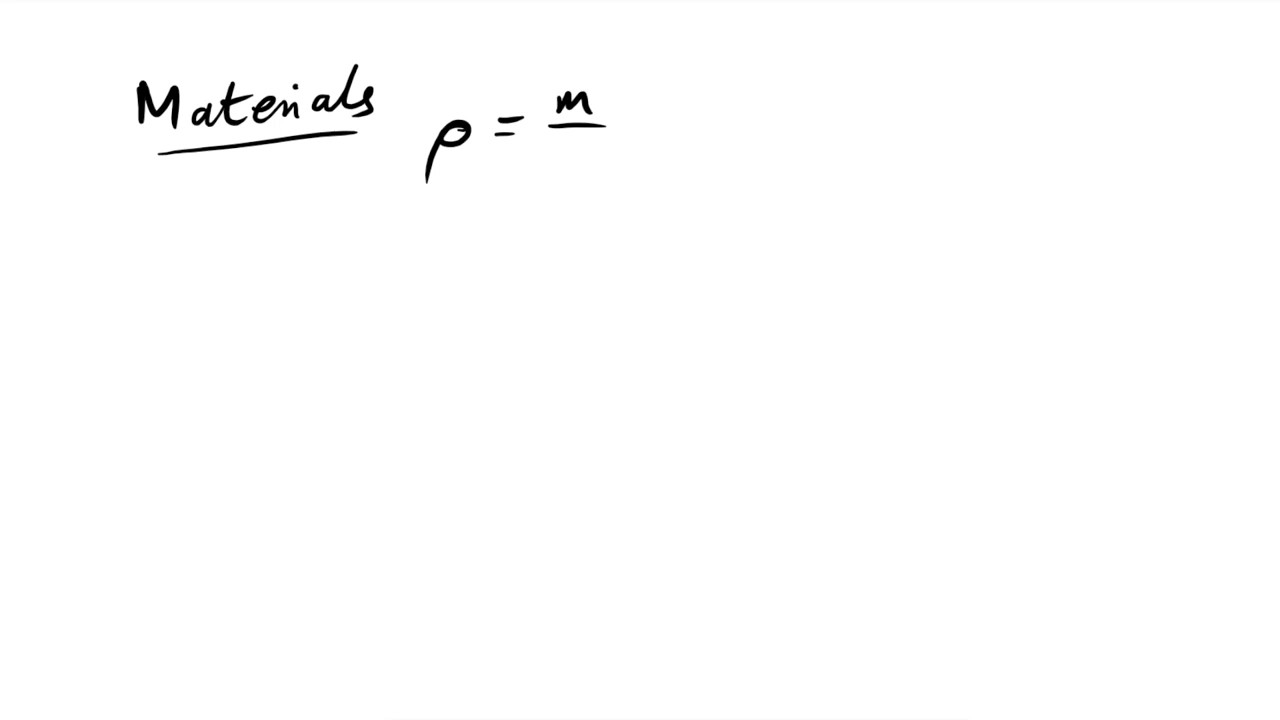 Materials ρ = m/